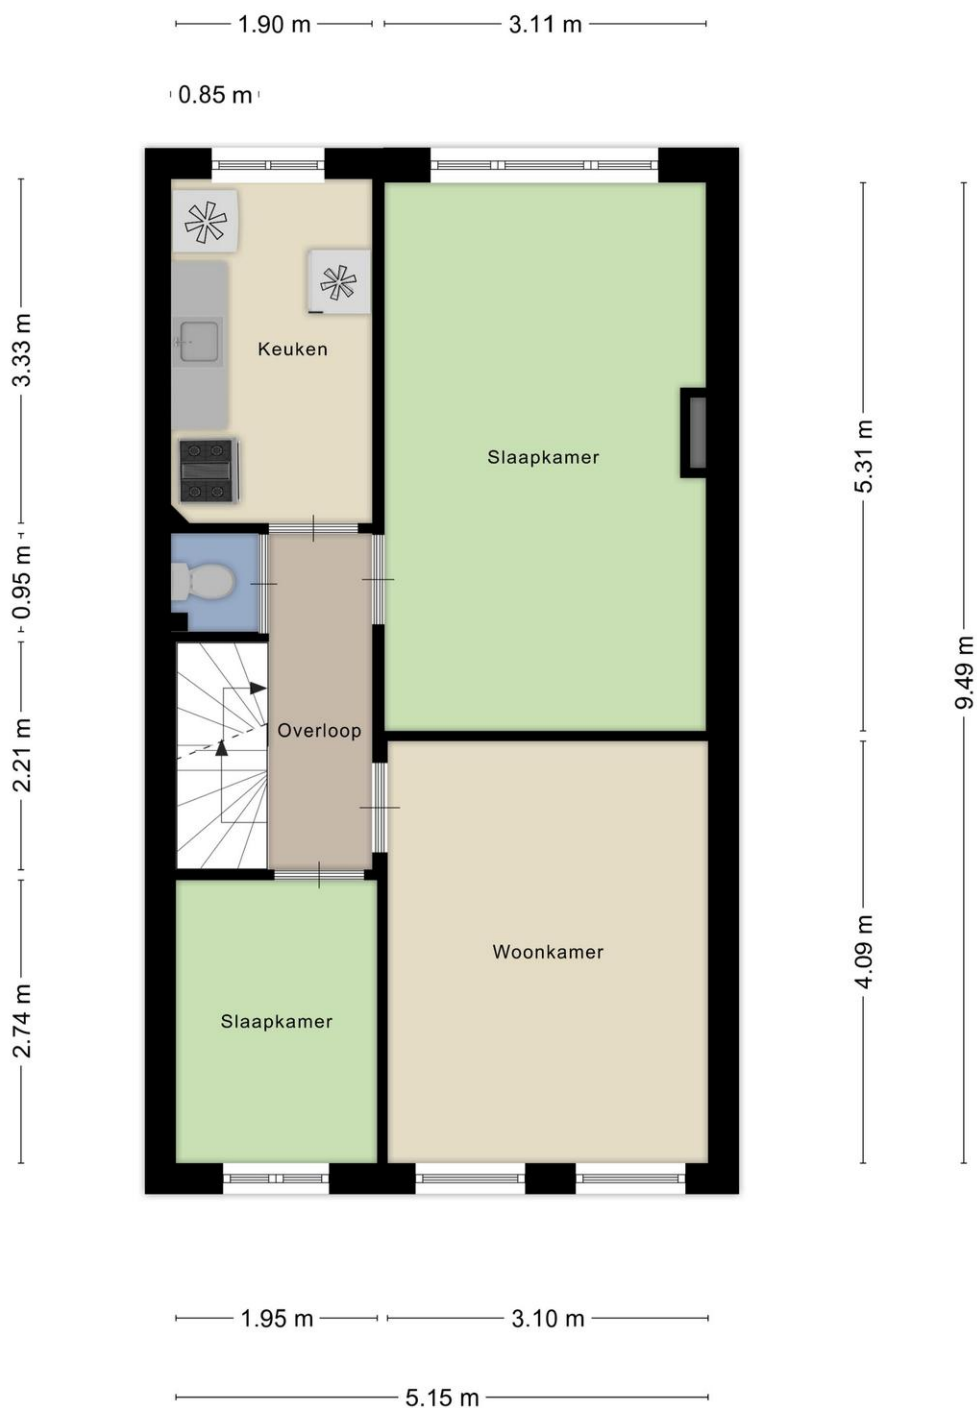 1.90 m
3.11 m
0.85 m
3.33 m
Keuken
Slaapkamer
5.31 m
0.95 m
9.49 m
2.21 m
Overloop
4.09 m
Woonkamer
2.74 m
Slaapkamer
1.95 m
3.10 m
5.15 m